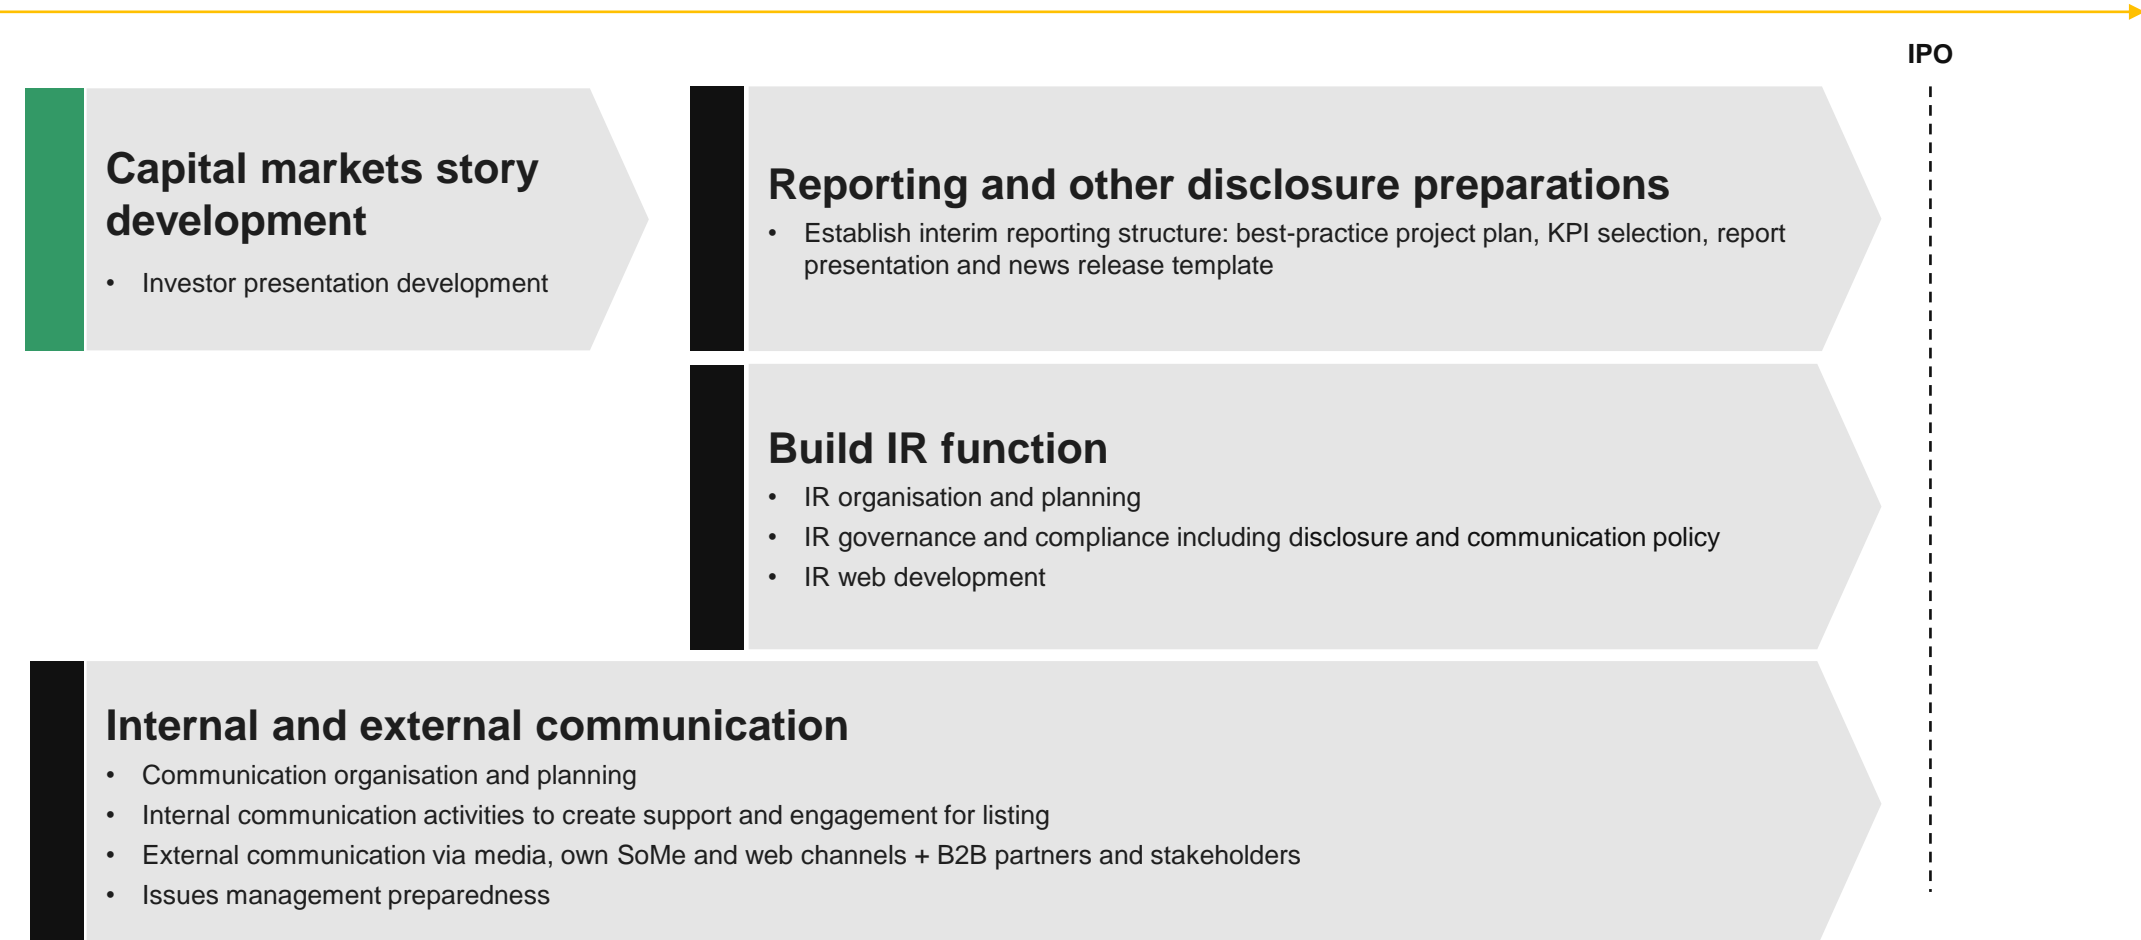 IPO
Capital markets story
development
• Investor presentation development
Reporting and other disclosure preparations
• Establish interim reporting structure: best-practice project plan, KPI selection, report
presentation and news release template
Build IR function
• IR organisation and planning
• IR governance and compliance including disclosure and communication policy
• IR web development
Internal and external communication
• Communication organisation and planning
• Internal communication activities to create support and engagement for listing
• External communication via media, own SoMe and web channels + B2B partners and stakeholders
• Issues management preparedness